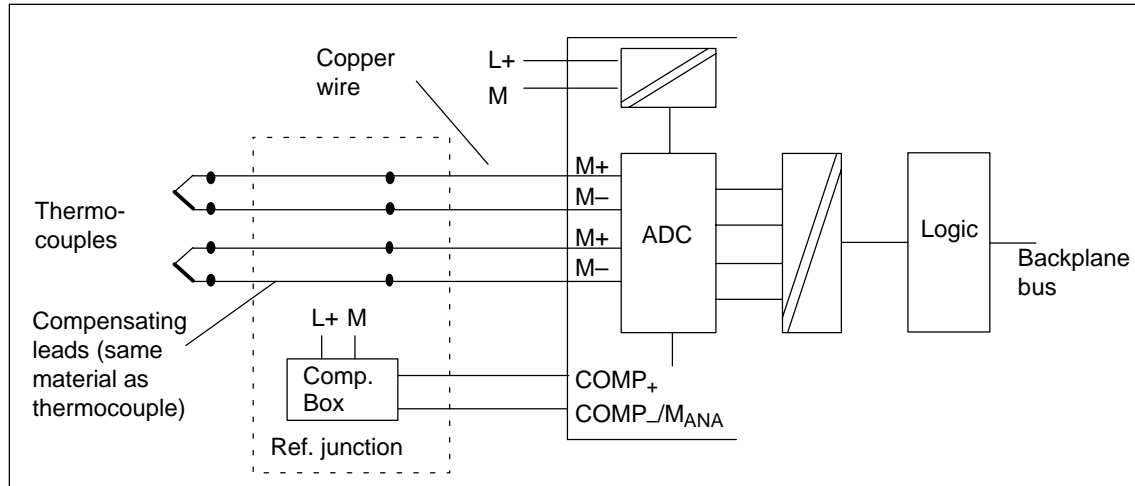 Copper
wire
L+
M
M+
M–
M+
M–
Thermo-
couples
ADC
Logic
Backplane
bus
Compensating
leads (same
material as
thermocouple)
L+ M
Comp.
Box
COMP+
COMP–/MANA
Ref. junction